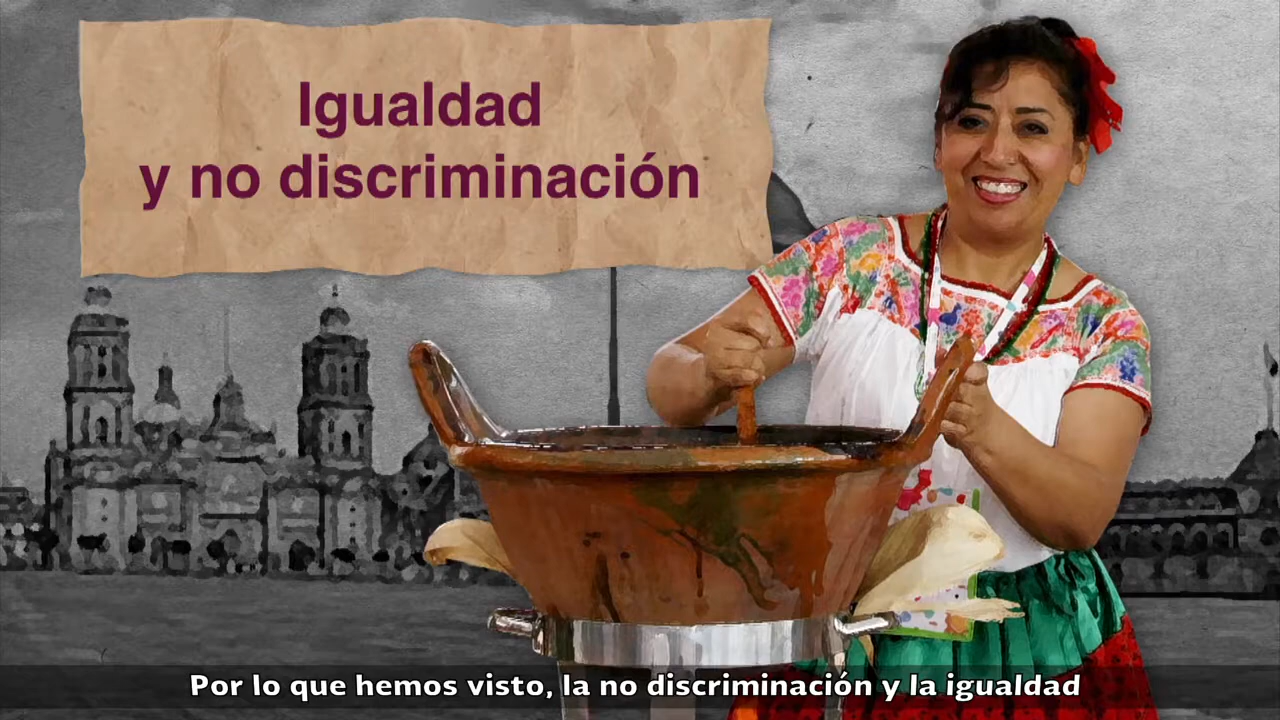 Igualdad
y no discriminación
Por lo que hemos visto, la no discriminación y la igualdad